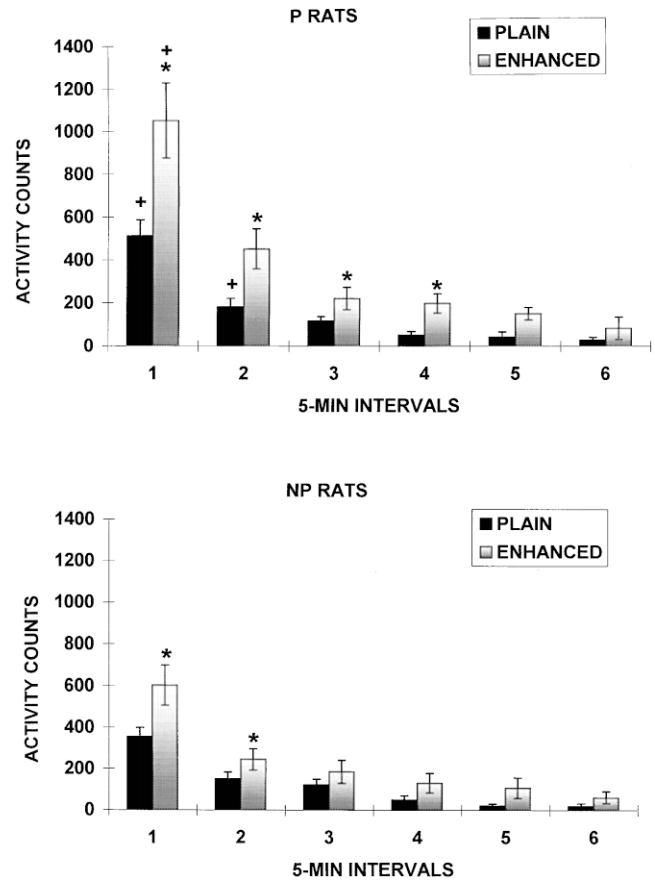 P RATS
PLAIN
ENHANCED
ACTIVITY COUNTS
1400
1200
1000
800
600
400
200
0
+
+
*
+
*
*
*
1 2 3 4 5 6
5-MIN INTERVALS
NP RATS
PLAIN
ENHANCED
ACTIVITY COUNTS
1400
1200
1000
800
600
400
200
0
*
*
1 2 3 4 5 6
5-MIN INTERVALS